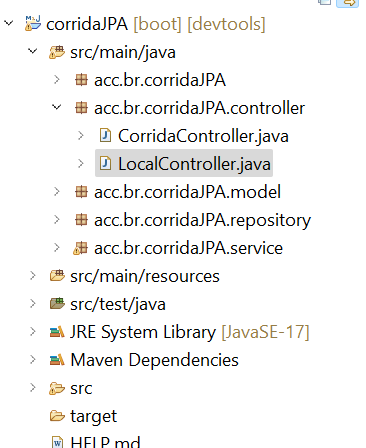 corridaJPA [boot] [devtools]
src/main/java
acc.br.corridaJPA
acc.br.corridaJPA.controller
CorridaController.java
LocalController.java
acc.br.corridaJPA.model
acc.br.corridaJPA.repository
acc.br.corridaJPA.service
src/main/resources
src/test/java
JRE System Library [JavaSE-17]
Maven Dependencies
src
target
HELP.md